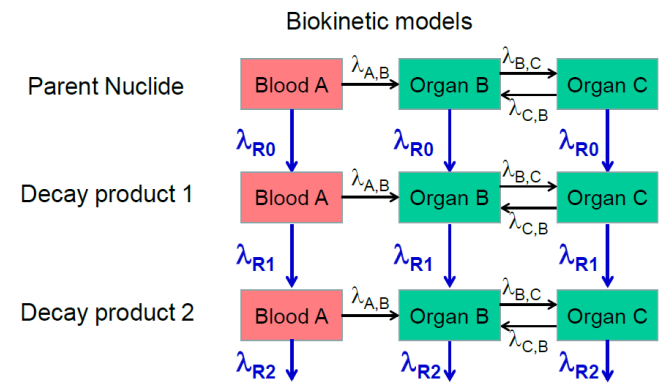 Biokinetic models
Parent Nuclide
Blood A
λA,B
Organ B
λB,C
λC,B
Organ C
λR0
λR0
λR0
Decay product 1
Blood A
λA,B
Organ B
λB,C
λC,B
Organ C
λR1
λR1
λR1
Decay product 2
Blood A
λA,B
Organ B
λB,C
λC,B
Organ C
λR2
λR2
λR2